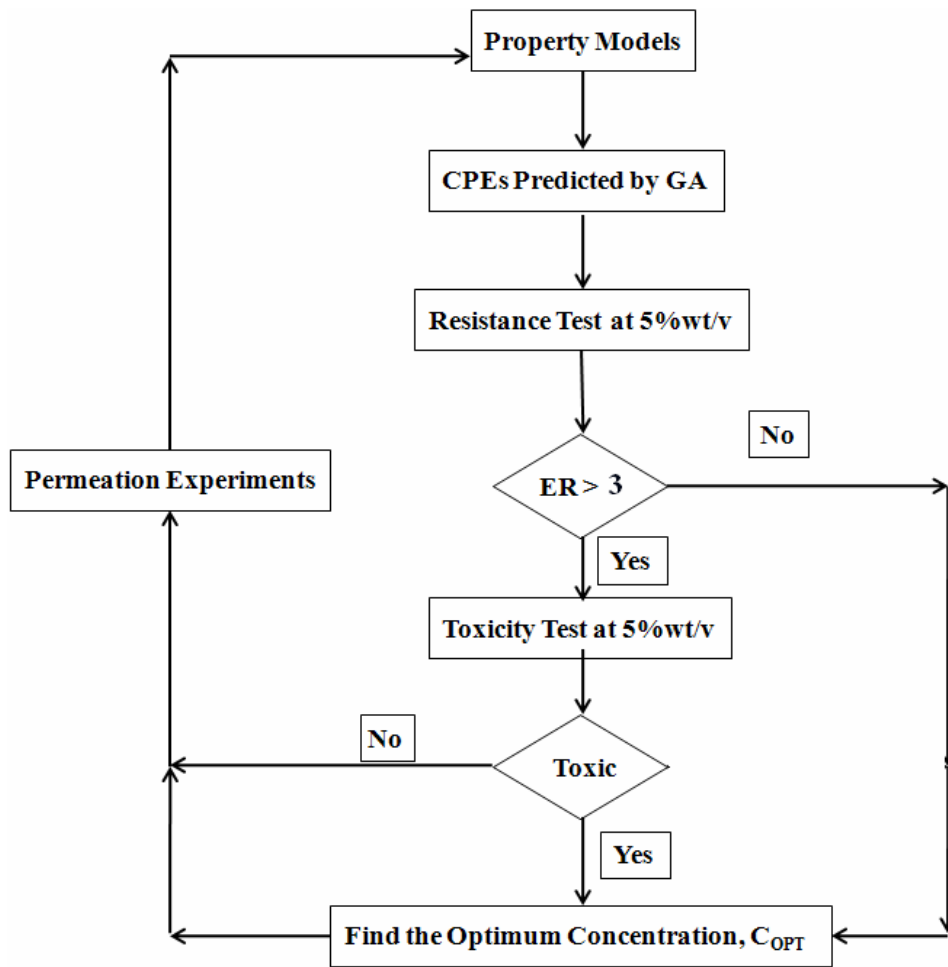 Property Models
CPEs Predicted by GA
Resistance Test at 5%wt/v
No
Permeation Experiments
ER > 3
Yes
Toxicity Test at 5%wt/v
No
Toxic
Yes
Find the Optimum Concentration, COPT